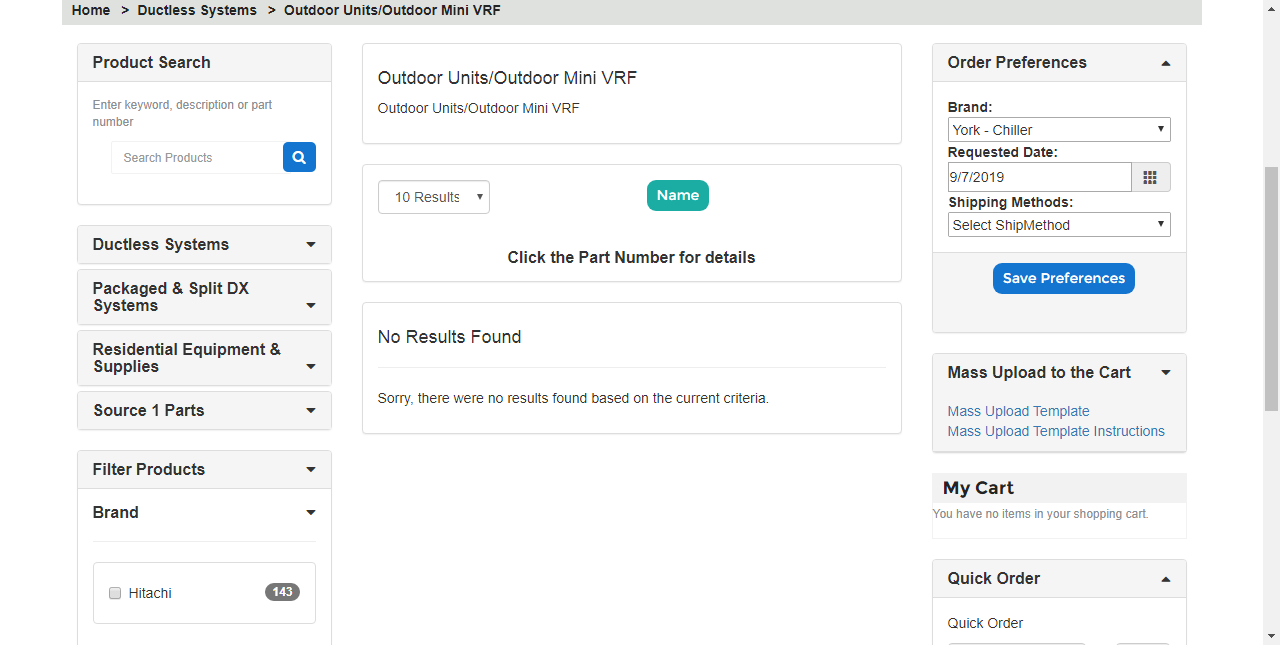 Home > Ductless Systems > Outdoor Units/Outdoor Mini VRF
Product Search
Enter keyword, description or part
number
Search Products
Ductless Systems
Packaged & Split DX
Systems
Residential Equipment &
Supplies
Source 1 Parts
Filter Products
Brand
Hitachi 143
Outdoor Units/Outdoor Mini VRF
Outdoor Units/Outdoor Mini VRF
10 Results
Name
Click the Part Number for details
No Results Found
Sorry, there were no results found based on the current criteria.
Order Preferences
Brand:
York - Chiller
Requested Date:
9/7/2019
Shipping Methods:
Select ShipMethod
Save Preferences
Mass Upload to the Cart
Mass Upload Template
Mass Upload Template Instructions
My Cart
You have no items in your shopping cart.
Quick Order
Quick Order